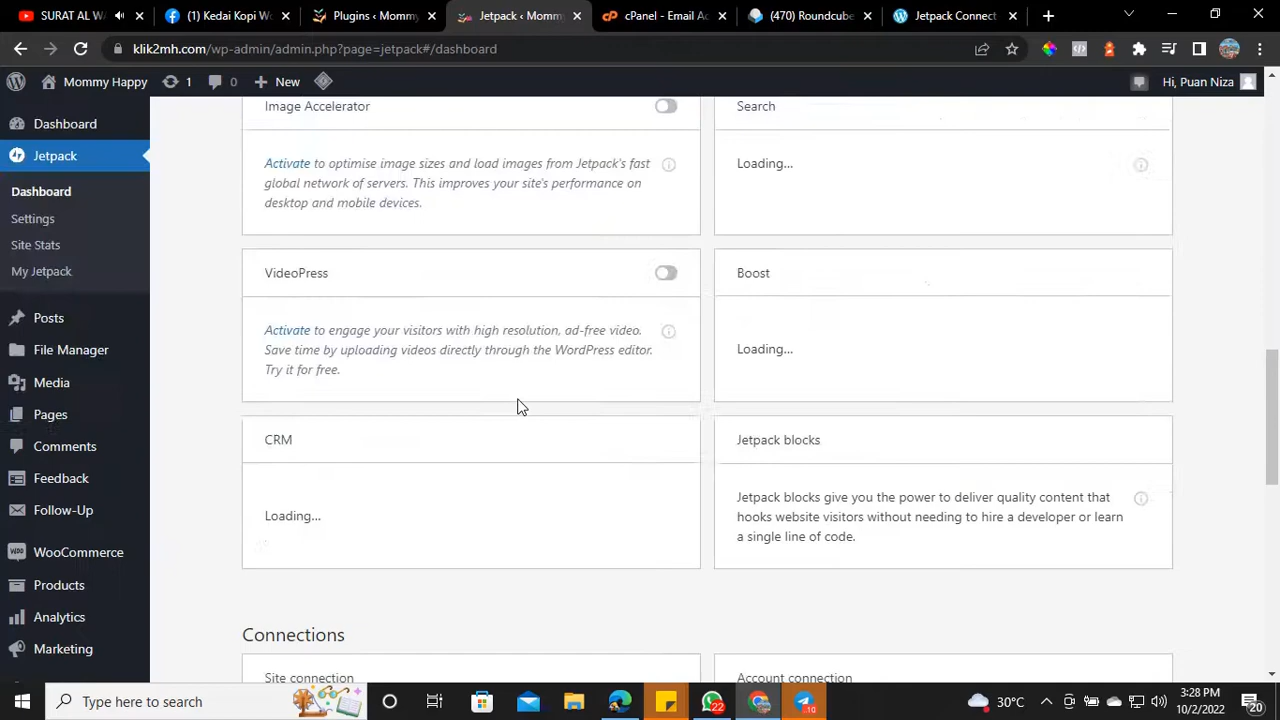 SURAT AL W
(1) Kedai Kopi W
Plugins ‹ Mommy
Jetpack ‹ Mommy
cPanel - Email Ac
(470) Roundcube
Jetpack Connect
klik2mh.com/wp-admin/admin.php?page=jetpack#/dashboard
Mommy Happy
1
0
New
Hi, Puan Niza
Dashboard
Jetpack
Dashboard
Settings
Site Stats
My Jetpack
Posts
File Manager
Media
Pages
Comments
Feedback
Follow-Up
WooCommerce
Products
Analytics
Marketing
Image Accelerator
Activate to optimise image sizes and load images from Jetpack's fast
global network of servers. This improves your site's performance on
desktop and mobile devices.
Search
Loading...
VideoPress
Activate to engage your visitors with high resolution, ad-free video.
Save time by uploading videos directly through the WordPress editor.
Try it for free.
Boost
Loading...
CRM
Loading...
Jetpack blocks
Jetpack blocks give you the power to deliver quality content that
hooks website visitors without needing to hire a developer or learn
a single line of code.
Connections
Site connection
Account connection
Type here to search
22
10
30°C
3:28 PM
10/2/2022
20